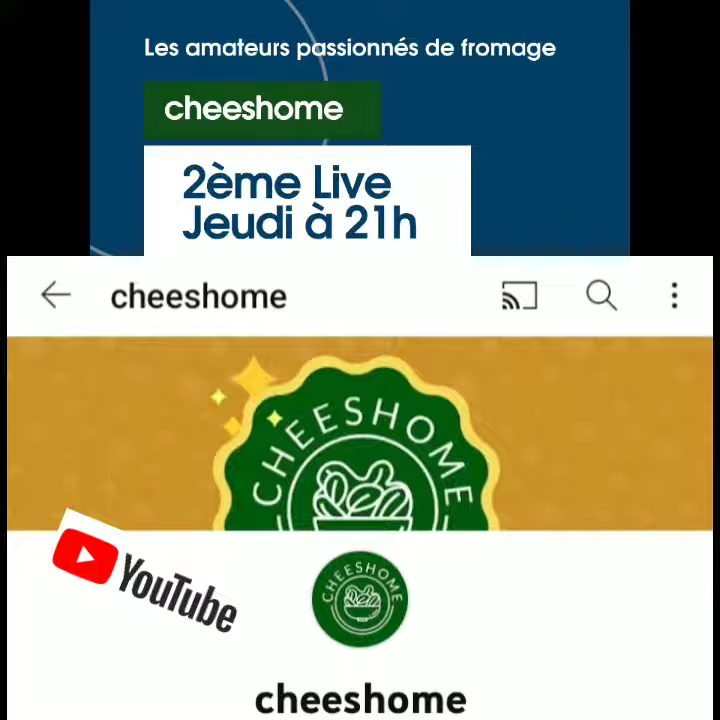 Les amateurs passionnés de fromage
cheeshome
2ème Live
Jeudi à 21h
cheeshome
CHEESHOME
YouTube
CHEESHOME
cheeshome